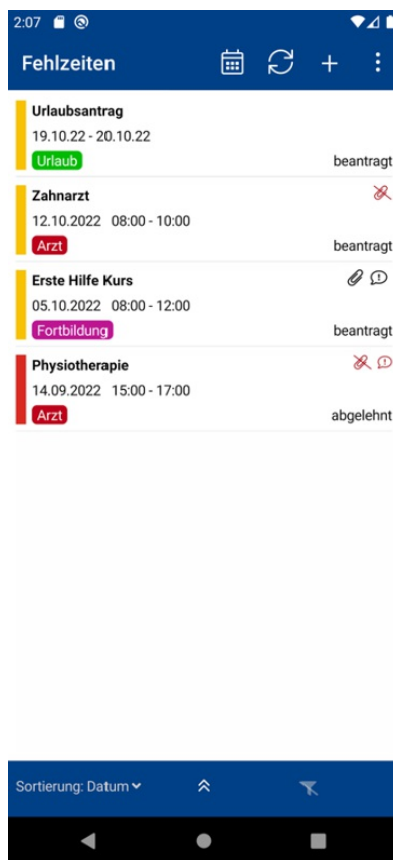 2:07
Fehlzeiten
Urlaubsantrag
19.10.22 - 20.10.22
Urlaub
beantragt
Zahnarzt
12.10.2022 08:00 - 10:00
Arzt
beantragt
Erste Hilfe Kurs
05.10.2022 08:00 - 12:00
Fortbildung
beantragt
Physiotherapie
14.09.2022 15:00 - 17:00
Arzt
abgelehnt
Sortierung: Datum